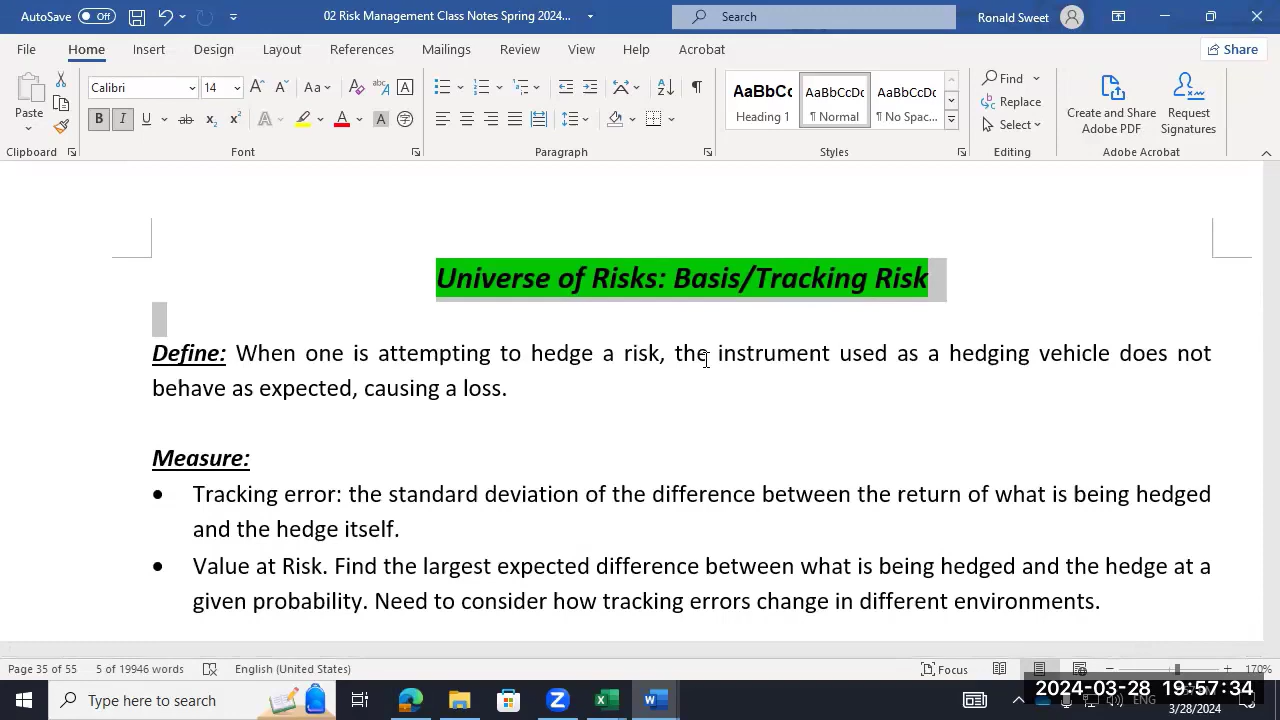 AutoSave Off 02 Risk Management Class Notes Spring 2024... Search Ronald Sweet
File Home Insert Design Layout References Mailings Review View Help Acrobat Share
Paste Calibri 14 Aa AaBbCc AaBbCcDc AaBbCcDc Find Replace Select
Heading 1 ¶ Normal ¶ No Spac... Create and Share Adobe PDF Request Signatures
Clipboard Font Paragraph Styles Editing Adobe Acrobat
Universe of Risks: Basis/Tracking Risk
Define: When one is attempting to hedge a risk, the instrument used as a hedging vehicle does not
behave as expected, causing a loss.
Measure:
• Tracking error: the standard deviation of the difference between the return of what is being hedged
and the hedge itself.
• Value at Risk. Find the largest expected difference between what is being hedged and the hedge at a
given probability. Need to consider how tracking errors change in different environments.
Page 35 of 55 5 of 19946 words English (United States) Focus 170%
Type here to search ENG 2024-03-28 19:57:34
3/28/2024